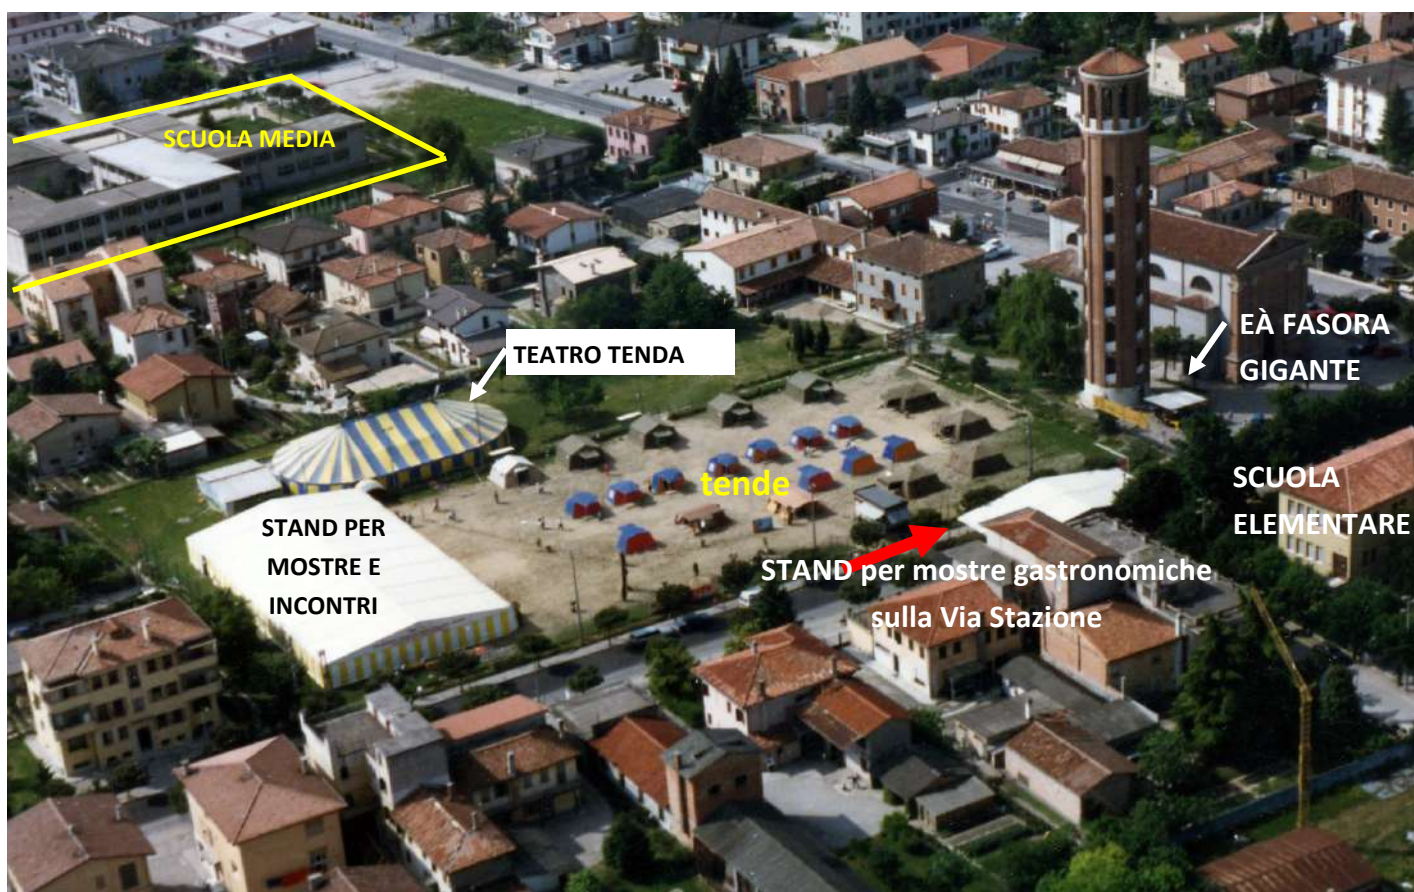 SCUOLA MEDIA
EÀ FASORA
GIGANTE
TEATRO TENDA
tende
SCUOLA
ELEMENTARE
STAND PER
MOSTRE E
INCONTRI
STAND per mostre gastronomiche
sulla Via Stazione